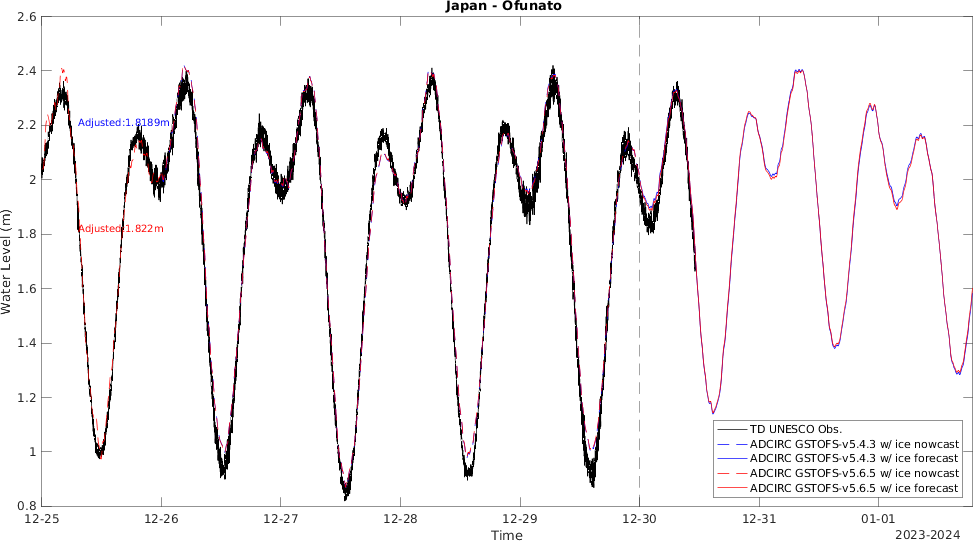 Japan - Ofunato
2.6
2.4
2.2
2
1.8
1.6
1.4
1.2
1
0.8
Water Level (m)
Adjusted:1.8189m
Adjusted:1.822m
TD UNESCO Obs.
ADCIRC GSTOFS-v5.4.3 w/ ice nowcast
ADCIRC GSTOFS-v5.4.3 w/ ice forecast
ADCIRC GSTOFS-v5.6.5 w/ ice nowcast
ADCIRC GSTOFS-v5.6.5 w/ ice forecast
12-25 12-26 12-27 12-28 12-29 12-30 12-31 01-01
Time
2023-2024